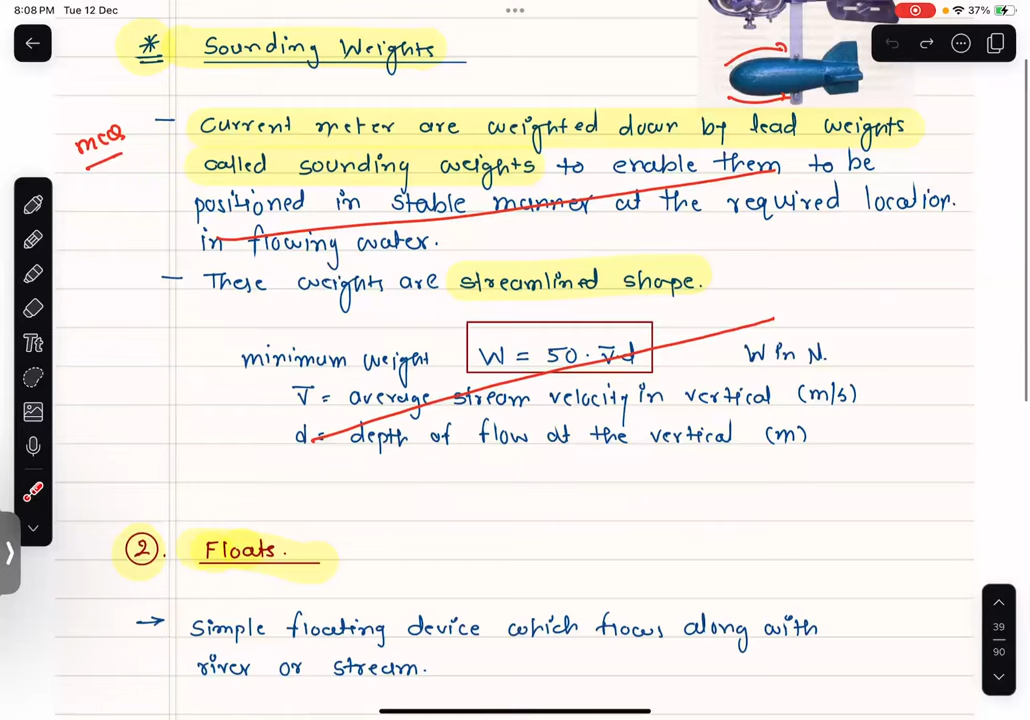 8:08 PM Tue 12 Dec
37%
* Sounding Weights
mcq
- Current meter are weighted down by lead weights
called sounding weights to enable them to be
positioned in stable manner at the required location.
in flowing water.
- These weights are streamlined shape.
minimum weight W = 50 · v̄d W in N.
v̄ = average stream velocity in vertical (m/s)
d = depth of flow at the vertical (m)
②. Floats.
→ Simple floating device which flows along with
river or stream.
Tt
39
90